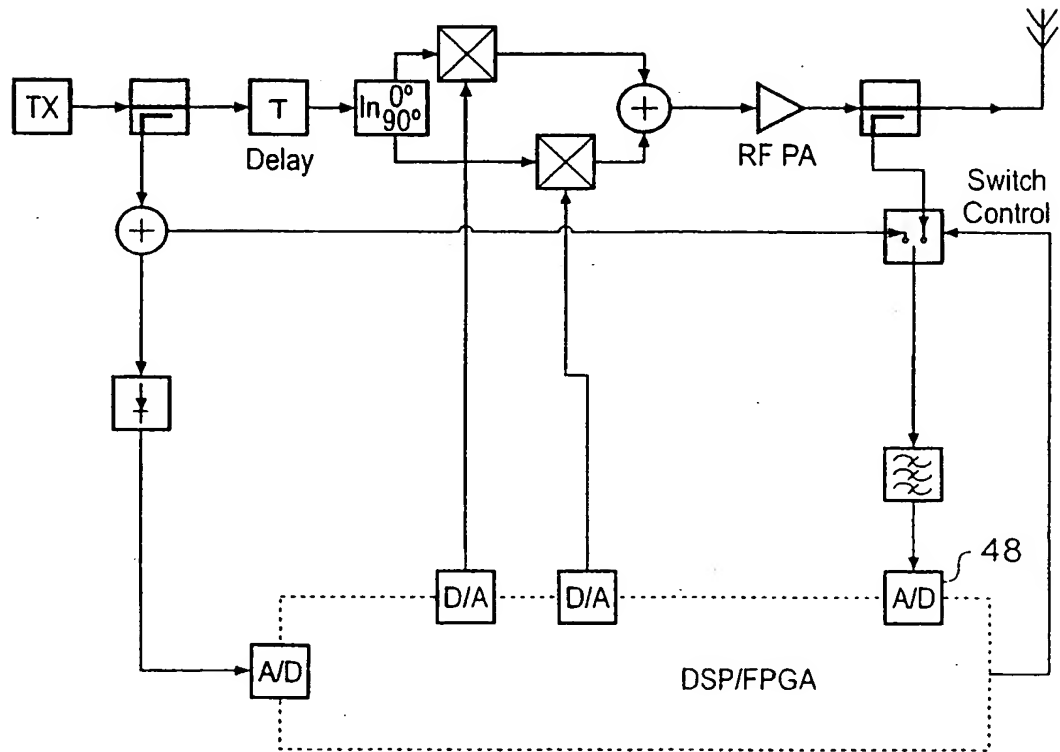 TX
T
Delay
In 0° 90°
RF PA
Switch
Control
48
D/A
D/A
A/D
A/D
DSP/FPGA